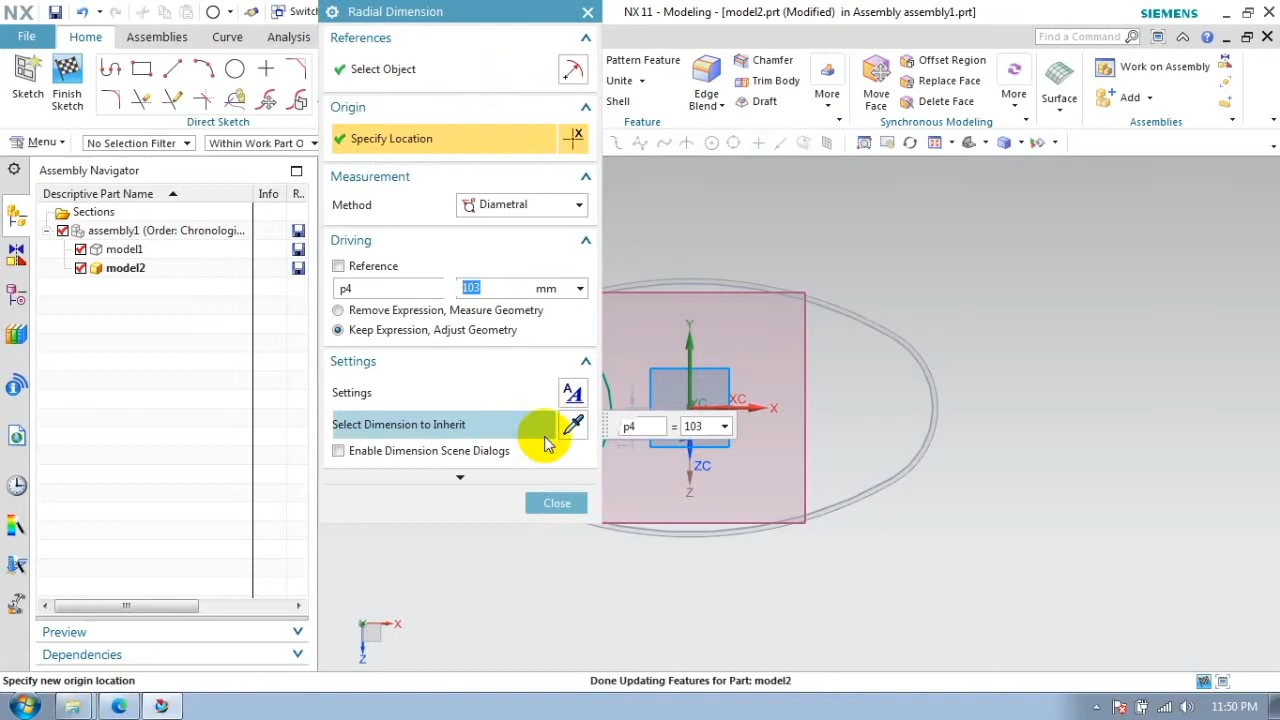 NX
Switch
Radial Dimension
NX 11 - Modeling - [model2.prt (Modified) in Assembly assembly1.prt]
SIEMENS
File
Home
Assemblies
Curve
Analysis
Find a Command
Sketch
Finish Sketch
Direct Sketch
References
Select Object
Origin
Specify Location
Measurement
Method
Diametral
Driving
Reference
p4
103
mm
Remove Expression, Measure Geometry
Keep Expression, Adjust Geometry
Settings
Settings
Select Dimension to Inherit
Enable Dimension Scene Dialogs
Close
Pattern Feature
Unite
Shell
Edge Blend
Chamfer
Trim Body
Draft
More
Feature
Move Face
Offset Region
Replace Face
Delete Face
More
Synchronous Modeling
Surface
Work on Assembly
Add
Assemblies
Menu
No Selection Filter
Within Work Part O
Assembly Navigator
Descriptive Part Name
Info
R..
Sections
assembly1 (Order: Chronologi...
model1
model2
Preview
Dependencies
Y
XC
X
YC
ZC
Z
p4
= 103
X
Z
Specify new origin location
Done Updating Features for Part: model2
11:50 PM